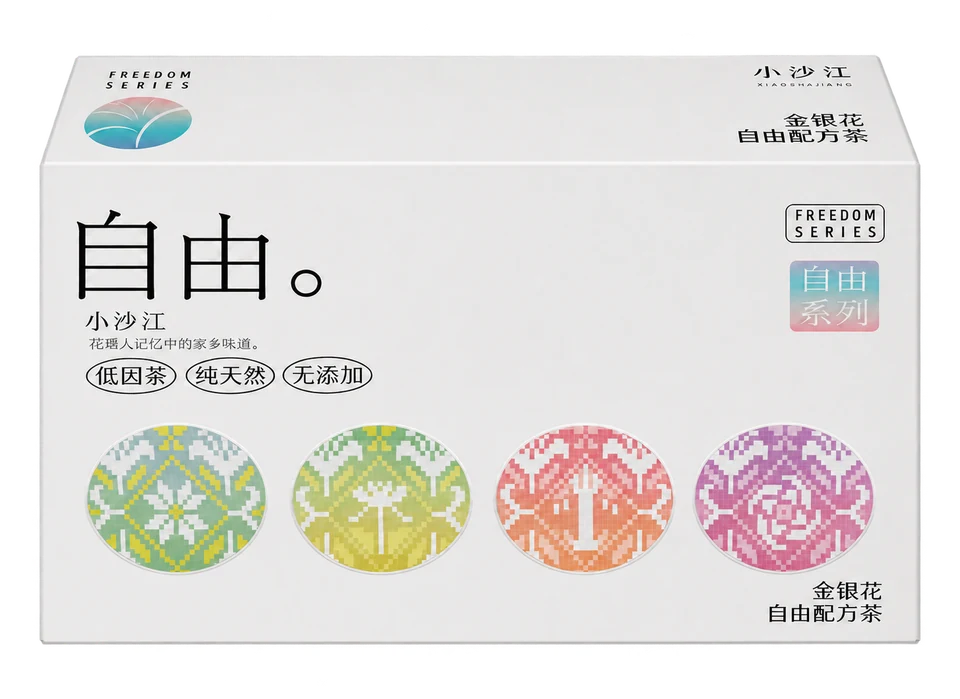 FREEDOM
SERIES
小沙江
XIAOSHAJIANG
金银花
自由配方茶
自由。
小沙江
花瑶人记忆中的家乡味道。
低因茶 纯天然 无添加
FREEDOM
SERIES
自由
系列
金银花
自由配方茶